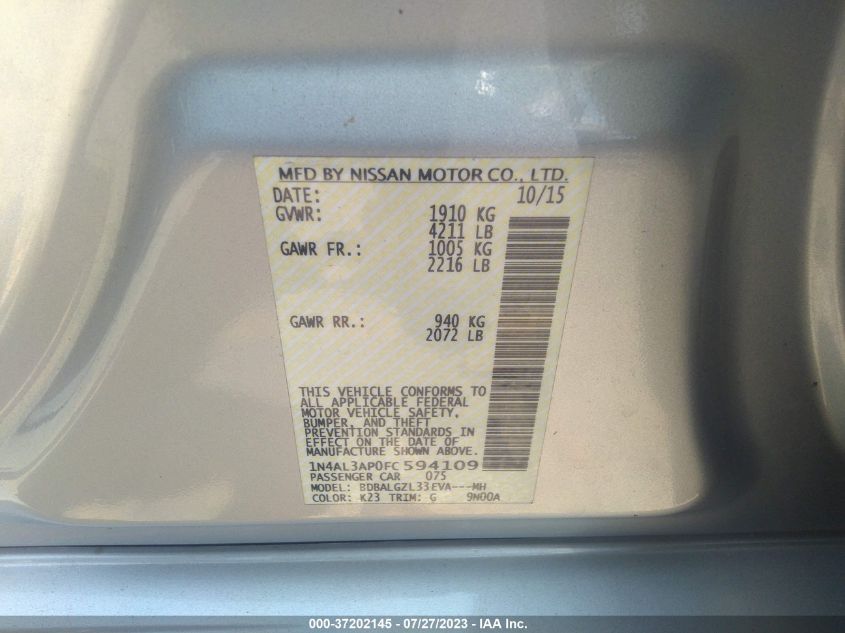 MFD BY NISSAN MOTOR CO., LTD.
DATE: 10/15
GVWR: 1910 KG
4211 LB
GAWR FR.: 1005 KG
2216 LB
GAWR RR.: 940 KG
2072 LB
THIS VEHICLE CONFORMS TO
ALL APPLICABLE FEDERAL
MOTOR VEHICLE SAFETY,
BUMPER, AND THEFT
PREVENTION STANDARDS IN
EFFECT ON THE DATE OF
MANUFACTURE SHOWN ABOVE.
1N4AL3AP0FC594109
PASSENGER CAR 075
MODEL: BDBALGZL33EVA---MH
COLOR: K23 TRIM: G 9N00A
000-37202145 - 07/27/2023 - IAA Inc.